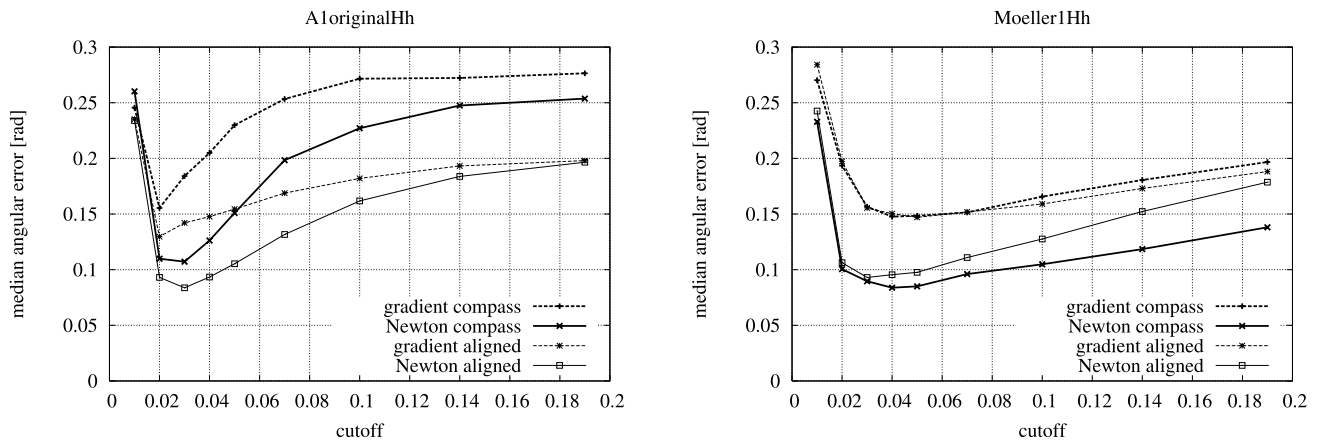 A1originalHh
median angular error [rad]
0.3
0.25
0.2
0.15
0.1
0.05
0
gradient compass
Newton compass
gradient aligned
Newton aligned
0 0.02 0.04 0.06 0.08 0.1 0.12 0.14 0.16 0.18 0.2
cutoff
Moeller1Hh
median angular error [rad]
0.3
0.25
0.2
0.15
0.1
0.05
0
gradient compass
Newton compass
gradient aligned
Newton aligned
0 0.02 0.04 0.06 0.08 0.1 0.12 0.14 0.16 0.18 0.2
cutoff